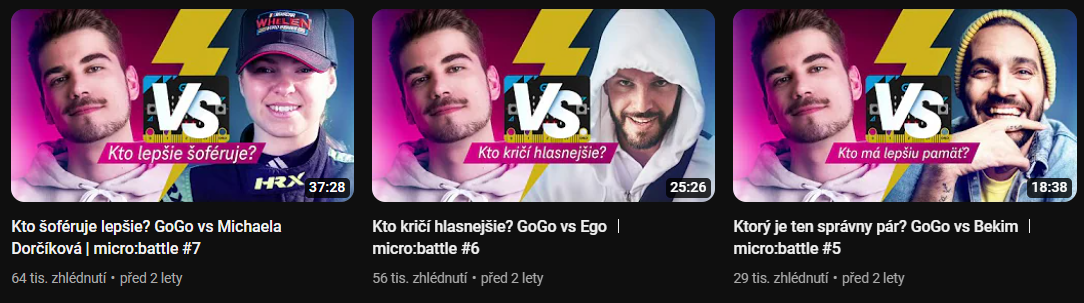 WHELEN
VS
Kto lepšie šoféruje?
HRX
37:28
Kto šoféruje lepšie? GoGo vs Michaela
Dorčíková | micro:battle #7
64 tis. zhlédnutí • před 2 lety
VS
Kto kričí hlasnejšie?
25:26
Kto kričí hlasnejšie? GoGo vs Ego |
micro:battle #6
56 tis. zhlédnutí • před 2 lety
VS
Kto má lepšiu pamäť?
18:38
Ktorý je ten správny pár? GoGo vs Bekim |
micro:battle #5
29 tis. zhlédnutí • před 2 lety